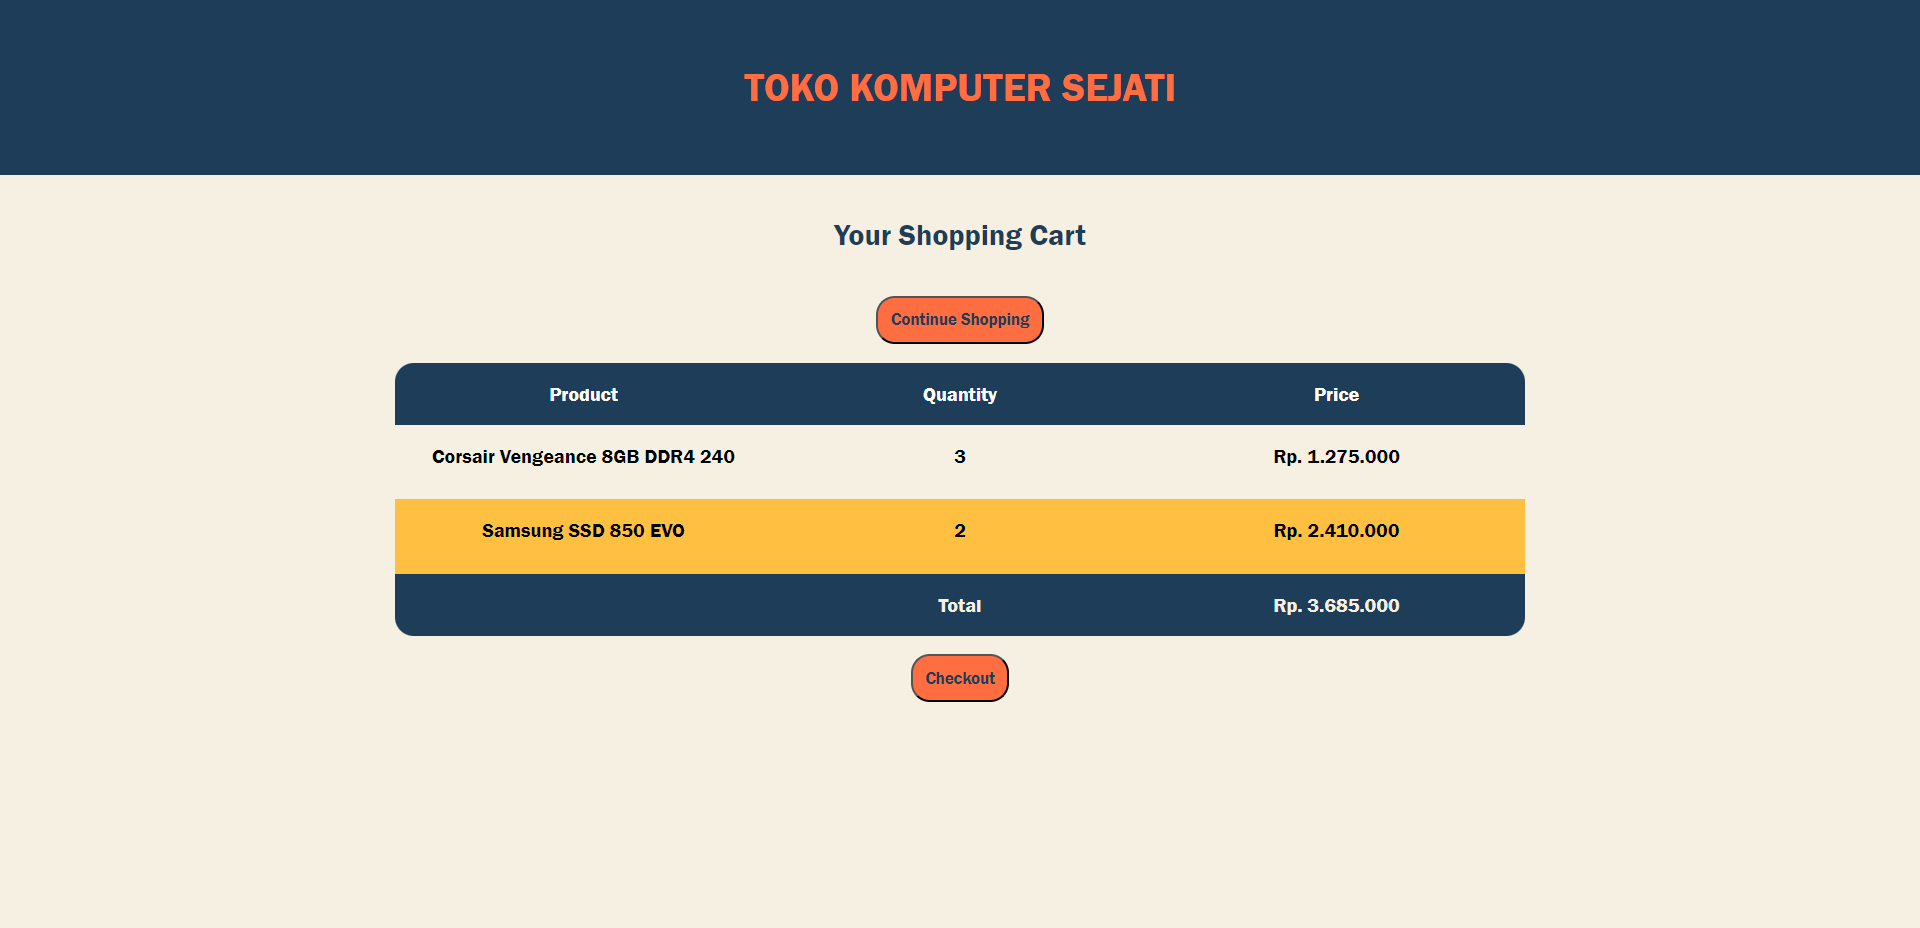 TOKO KOMPUTER SEJATI
Your Shopping Cart
Continue Shopping
Product Quantity Price
Corsair Vengeance 8GB DDR4 240 3 Rp. 1.275.000
Samsung SSD 850 EVO 2 Rp. 2.410.000
Total Rp. 3.685.000
Checkout